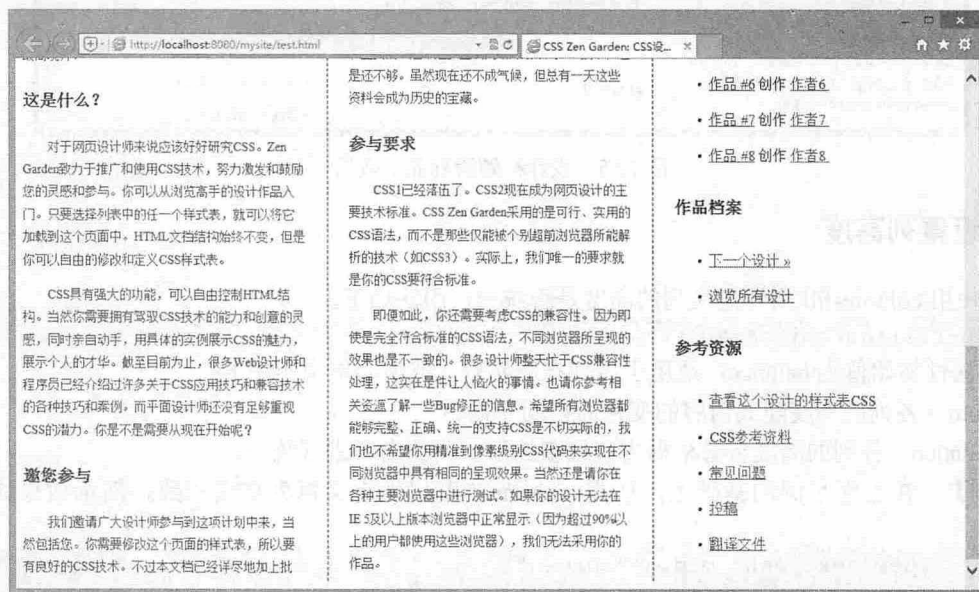 http://localhost:8080/mysite/test.html
CSS Zen Garden: CSS设...
这是什么？
对于网页设计师来说应该好好研究CSS。Zen
Garden致力于推广和使用CSS技术，努力激发和鼓励
您的灵感和参与。你可以从浏览高手的设计作品入
门。只要选择列表中的任一个样式表，就可以将它
加载到这个页面中。HTML文档结构始终不变，但是
你可以自由的修改和定义CSS样式表。
CSS具有强大的功能，可以自由控制HTML结
构。当然你需要拥有驾驭CSS技术的能力和创意的灵
感，同时亲自动手，用具体的实例展示CSS的魅力，
展示个人的才华。截至目前为止，很多Web设计师和
程序员已经介绍过许多关于CSS应用技巧和兼容技术
的各种技巧和案例。而平面设计师还没有足够重视
CSS的潜力。你是不是需要从现在开始呢？
邀您参与
我们邀请广大设计师参与到这项计划中来，当
然包括您。你需要修改这个页面的样式表，所以要
有良好的CSS技术。不过本文档已经详尽地加上批
是还不够。虽然现在还不成气候，但总有一天这些
资料会成为历史的宝藏。
参与要求
CSS1已经落伍了。CSS2现在成为网页设计的主
要技术标准。CSS Zen Garden采用的是可行、实用的
CSS语法，而不是那些仅能被个别超前浏览器所能解
析的技术（如CSS3）。实际上，我们唯一的要求就
是你的CSS要符合标准。
即便如此，你还需要考虑CSS的兼容性。因为即
使是完全符合标准的CSS语法，不同浏览器所呈现的
效果也是不一致的。很多设计师整天忙于CSS兼容性
处理，这实在是件让人恼火的事情。也请你参考相
关资源了解一些Bug修正的信息。希望所有浏览器都
能够完整、正确、统一的支持CSS是不切实际的，我
们也不希望你用精准到像素级别CSS代码来实现在不
同浏览器中具有相同的呈现效果。当然还是请你在
各种主要浏览器中进行测试。如果你的设计无法在
IE 5及以上版本浏览器中正常显示（因为超过90%以
上的用户都使用这些浏览器），我们无法采用你的
作品。
• 作品 #6 创作 作者6
• 作品 #7 创作 作者7
• 作品 #8 创作 作者8
作品档案
• 下一个设计 »
• 浏览所有设计
参考资源
• 查看这个设计的样式表CSS
• CSS参考资料
• 常见问题
• 投稿
• 翻译文件